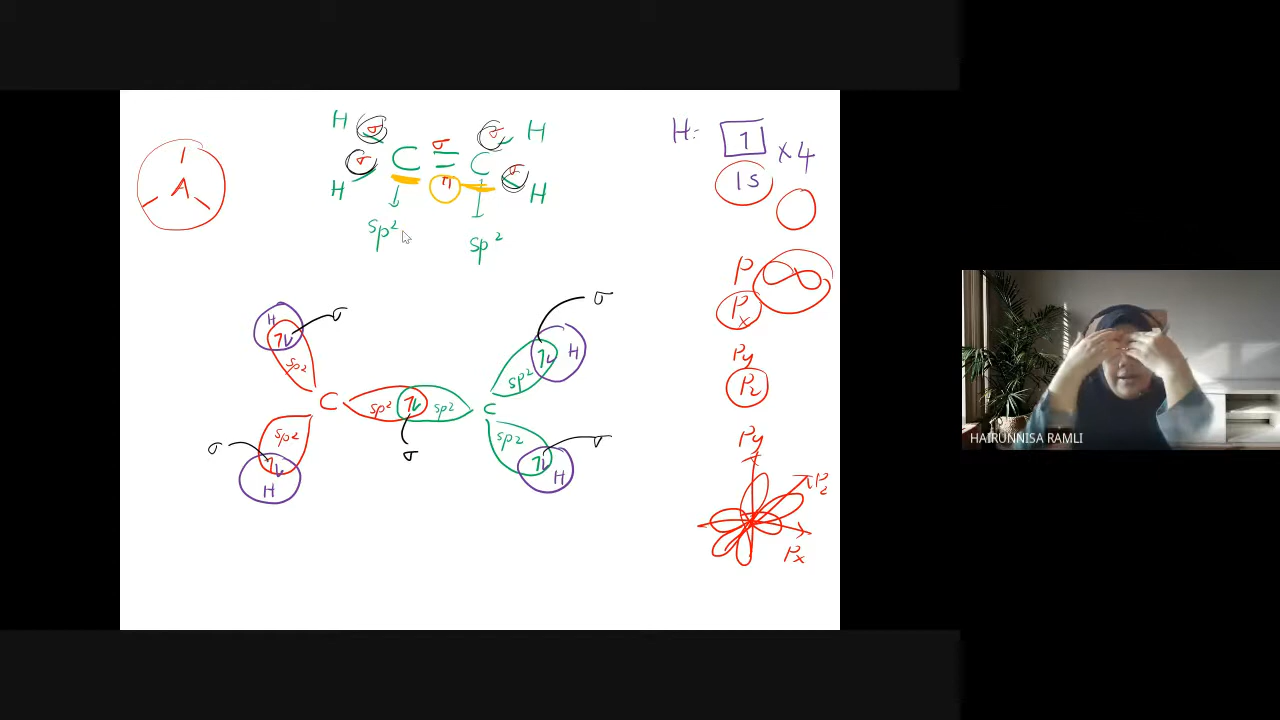 A
H σ σ H
σ C = C σ
H σ π H
sp²
sp²
H:
1
x4
1s
P
Px
Py
Pz
H
sp2
σ
C
sp2
sp2
C
sp2
H
σ
σ
sp2
H
σ
sp2
H
σ
Py
Pz
Px
HAIRUNNISA RAMLI